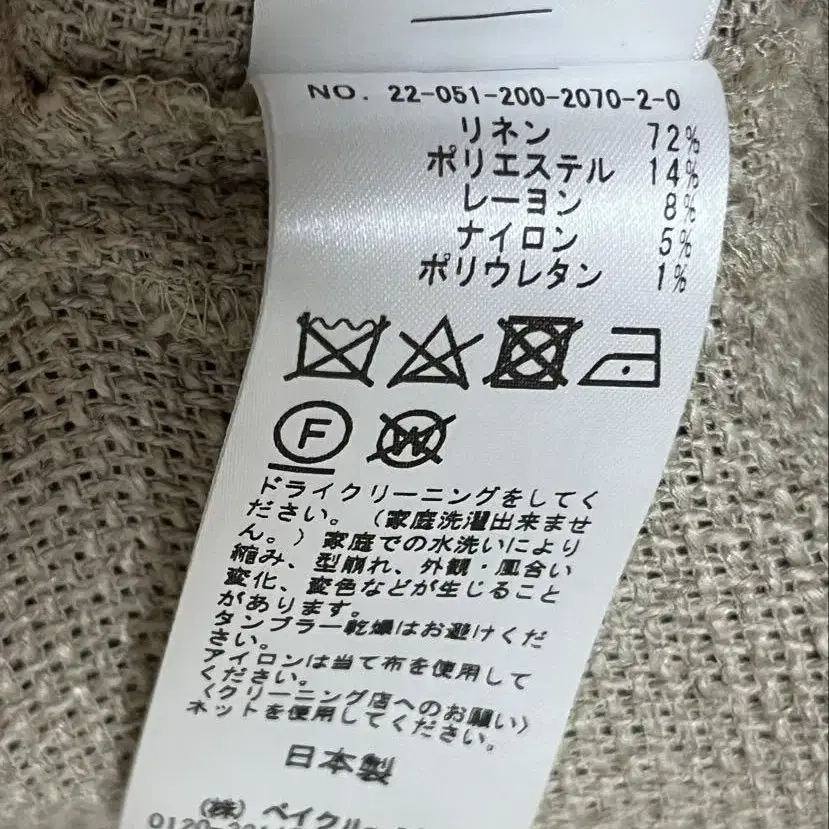 NO. 22-051-200-2070-2-0
リネン 72%
ポリエステル 14%
レーヨン 8%
ナイロン 5%
ポリウレタン 1%
F
W
ドライクリーニングをしてく
ださい。（家庭洗濯出来ませ
ん。）家庭での水洗いにより
縮み、型崩れ、外観・風合い
変化、変色などが生じること
があります。
タンブラー乾燥はお避けくだ
さい。
アイロンは当て布を使用して
ください。
〈クリーニング店へのお願い〉
ネットを使用してください。
日本製
（株）ベイクル